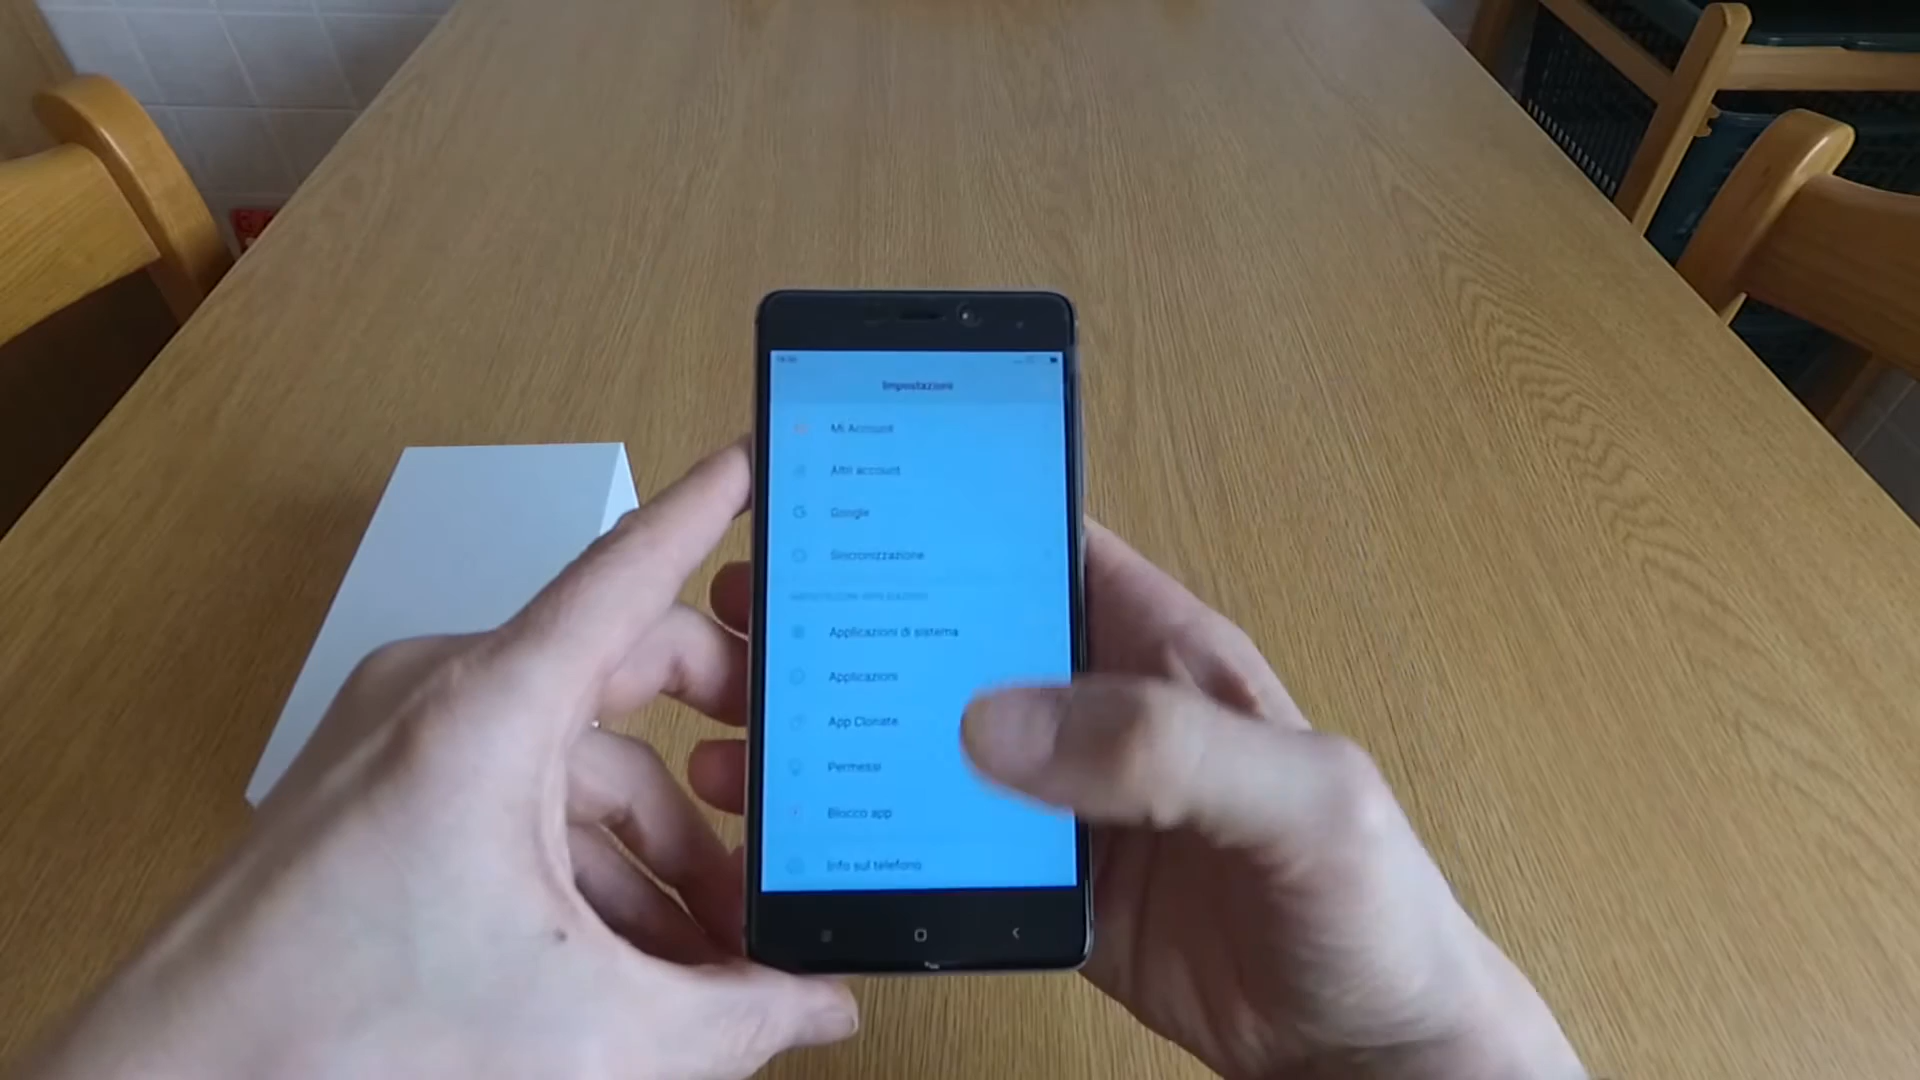 Impostazioni
Mi Account
Altri account
Google
Sincronizzazione
Applicazioni di sistema
Applicazioni
App Clonate
Permessi
Blocco app
Info sul telefono